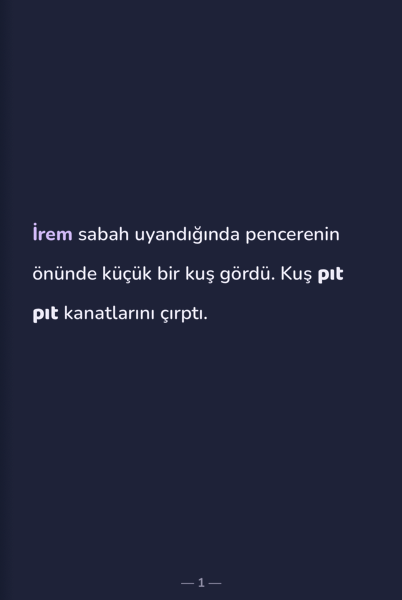 İrem sabah uyandığında pencerenin
önünde küçük bir kuş gördü. Kuş pıt
pıt kanatlarını çırptı.
— 1 —